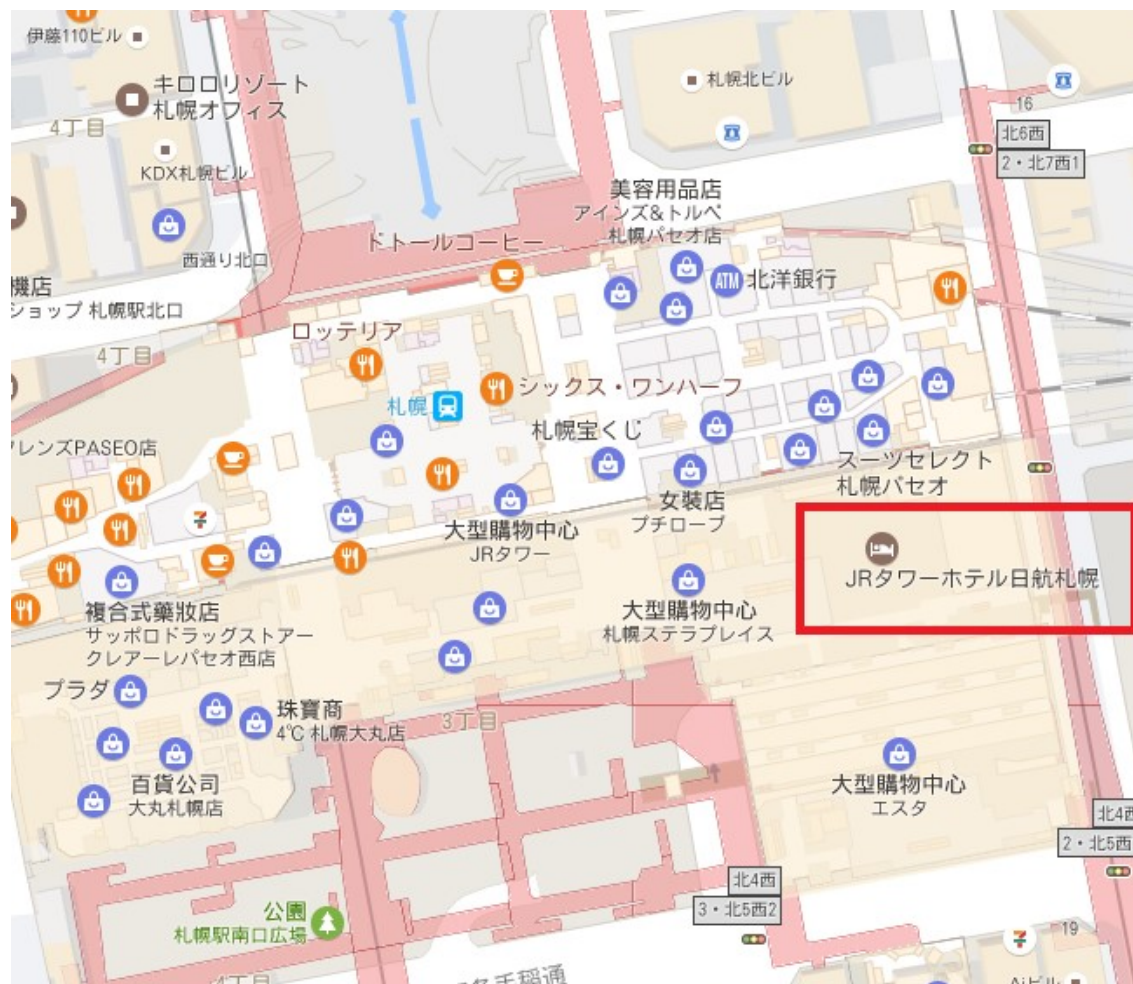 伊藤110ビル
キロロリゾート
札幌オフィス
4丁目
KDX札幌ビル
西通り北口
機店
ショップ 札幌駅北口
4丁目
札幌北ビル
16
北6西
2・北7西1
美容用品店
アインズ&トルペ
札幌パセオ店
ドトールコーヒー
ATM
北洋銀行
ロッテリア
札幌
シックス・ワンハーフ
札幌宝くじ
フレンズPASEO店
スーツセレクト
札幌パセオ
女裝店
プチローブ
大型購物中心
JRタワー
JRタワーホテル日航札幌
大型購物中心
札幌ステラプレイス
複合式藥妝店
サッポロドラッグストアー
クレアーレパセオ西店
プラダ
珠寶商
4℃ 札幌大丸店
3丁目
百貨公司
大丸札幌店
大型購物中心
エスタ
北4西
2・北5西
北4西
3・北5西2
公園
札幌駅南口広場
4丁目
手稲通
19
Aiビル